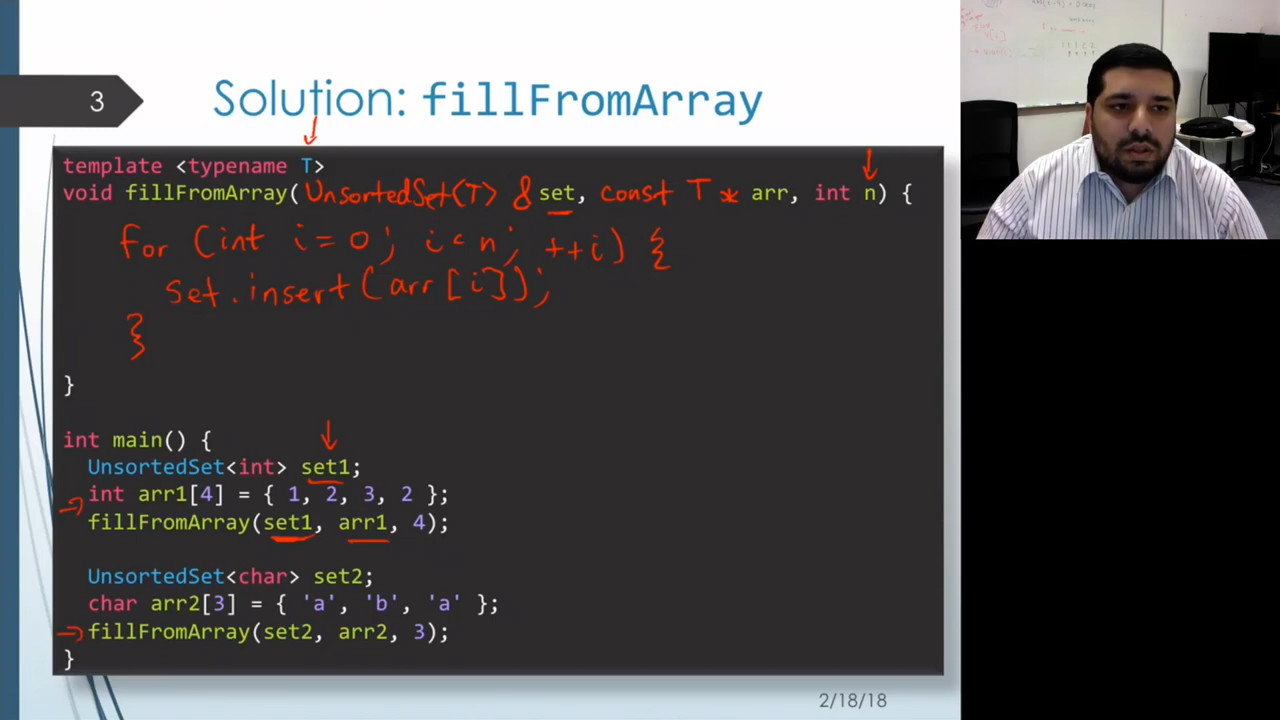 3
Solution: fillFromArray
template <typename T>
void fillFromArray(UnsortedSet<T> & set, const T * arr, int n) {
for (int i = 0; i < n; ++i) {
set.insert(arr[i]);
}
}
int main() {
UnsortedSet<int> set1;
int arr1[4] = { 1, 2, 3, 2 };
fillFromArray(set1, arr1, 4);
UnsortedSet<char> set2;
char arr2[3] = { 'a', 'b', 'a' };
fillFromArray(set2, arr2, 3);
}
2/18/18